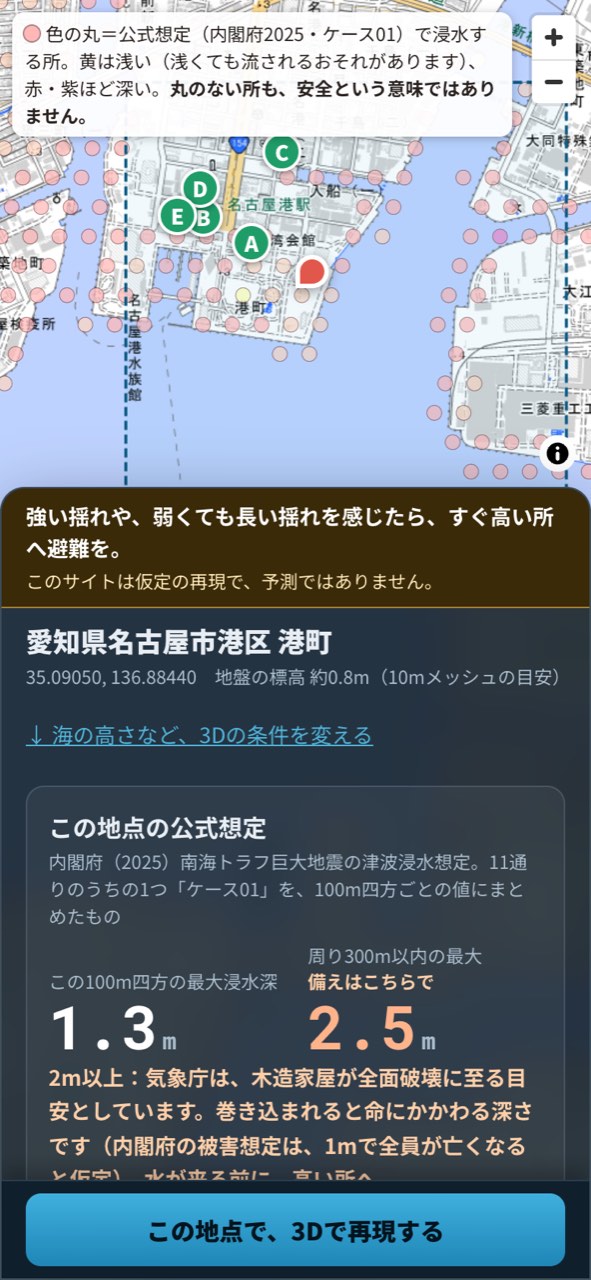 色の丸＝公式想定（内閣府2025・ケース01）で浸水す
る所。黄は浅い（浅くても流されるおそれがあります）、
赤・紫ほど深い。丸のない所も、安全という意味ではあり
ません。
+
−
154
大同特殊
C
D
E
B
A
入船
名古屋港駅
湾会館
築地町
港町
大江
名古屋港水族館
三菱重工工
i
強い揺れや、弱くても長い揺れを感じたら、すぐ高い所
へ避難を。
このサイトは仮定の再現で、予測ではありません。
愛知県名古屋市港区 港町
35.09050, 136.88440 地盤の標高 約0.8m（10mメッシュの目安）
↓ 海の高さなど、3Dの条件を変える
この地点の公式想定
内閣府（2025）南海トラフ巨大地震の津波浸水想定。11通
りのうちの1つ「ケース01」を、100m四方ごとの値にまと
めたもの
この100m四方の最大浸水深
1.3m
周り300m以内の最大
備えはこちらで
2.5m
2m以上：気象庁は、木造家屋が全面破壊に至る目
安としています。巻き込まれると命にかかわる深さ
です（内閣府の被害想定は、1mで全員が亡くなる
と仮定）。水が来る前に、高い所へ
この地点で、3Dで再現する